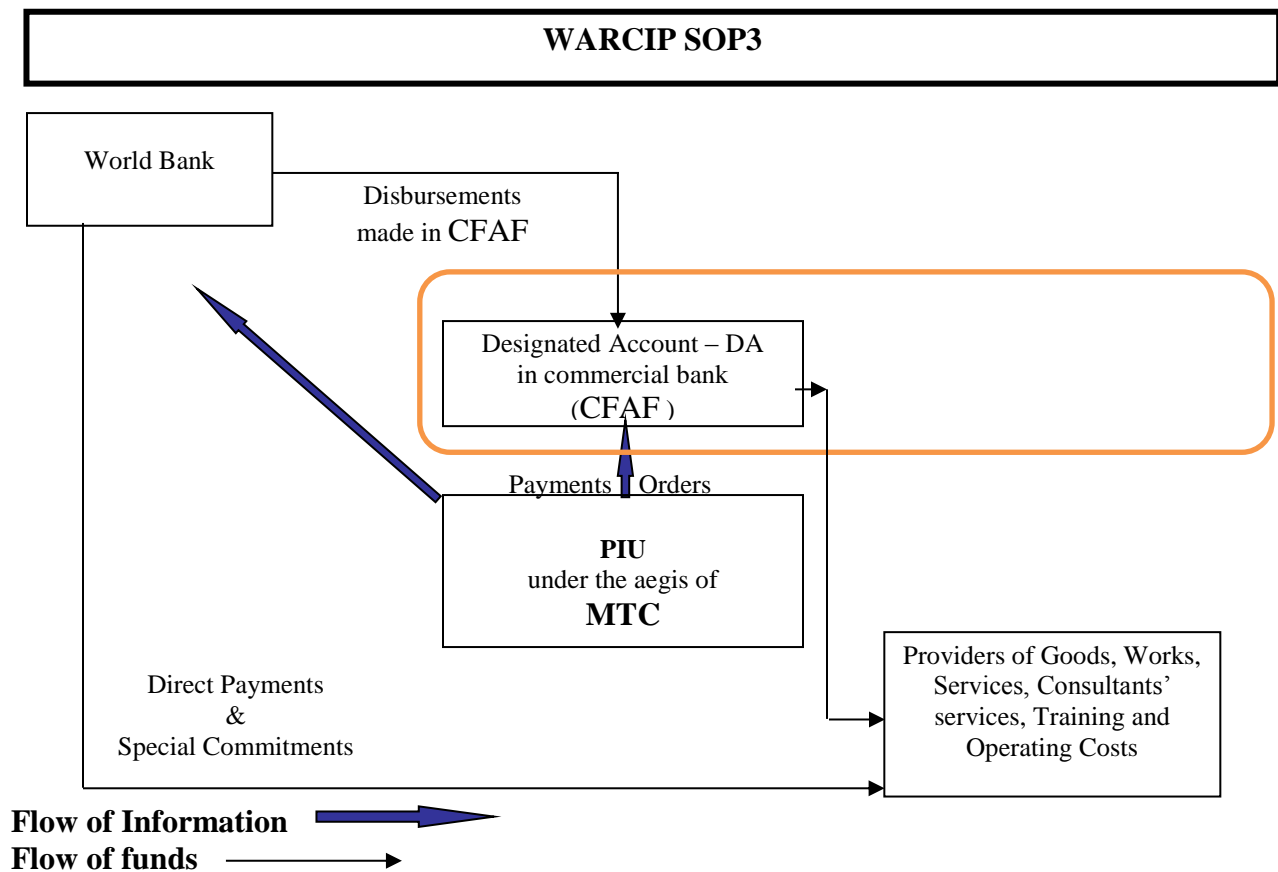 WARCIP SOP3
World Bank
Disbursements
made in CFAF
Designated Account – DA
in commercial bank
(CFAF )
Payments Orders
PIU
under the aegis of
MTC
Providers of Goods, Works,
Services, Consultants’
services, Training and
Operating Costs
Direct Payments
&
Special Commitments
Flow of Information
Flow of funds